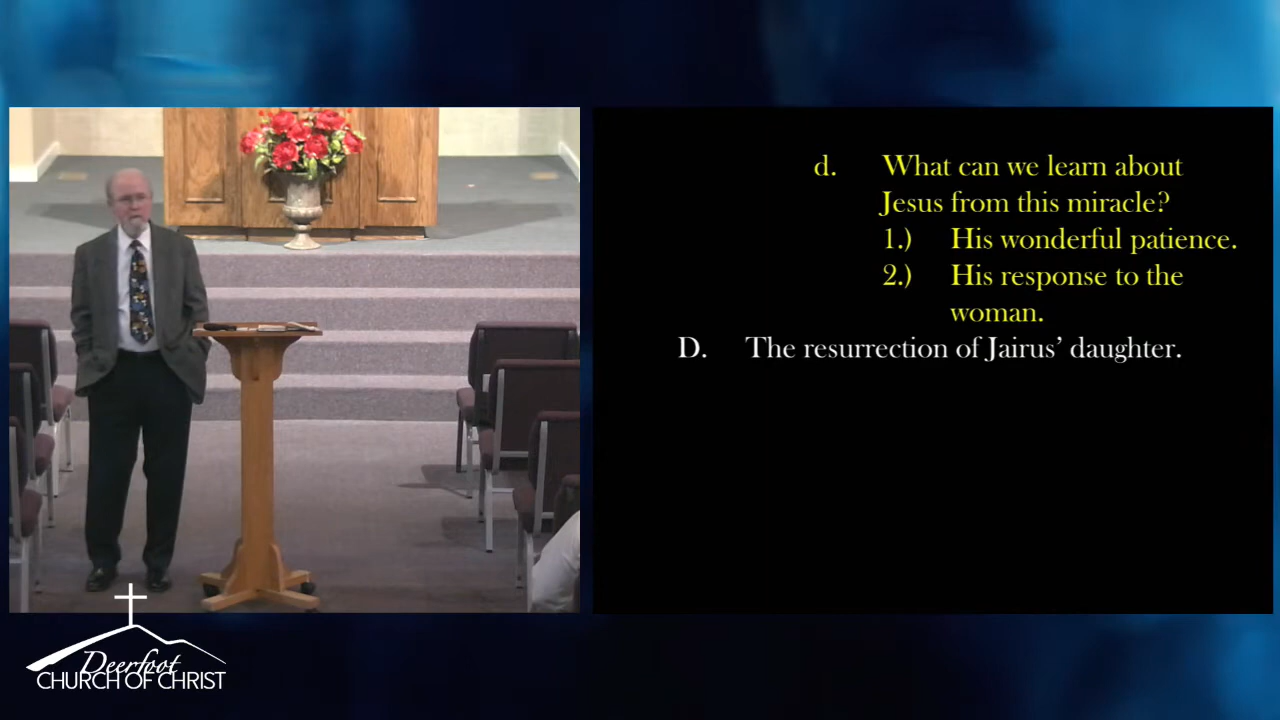 d. What can we learn about
Jesus from this miracle?
1.) His wonderful patience.
2.) His response to the
woman.
D. The resurrection of Jairus’ daughter.
Deerfoot
CHURCH OF CHRIST